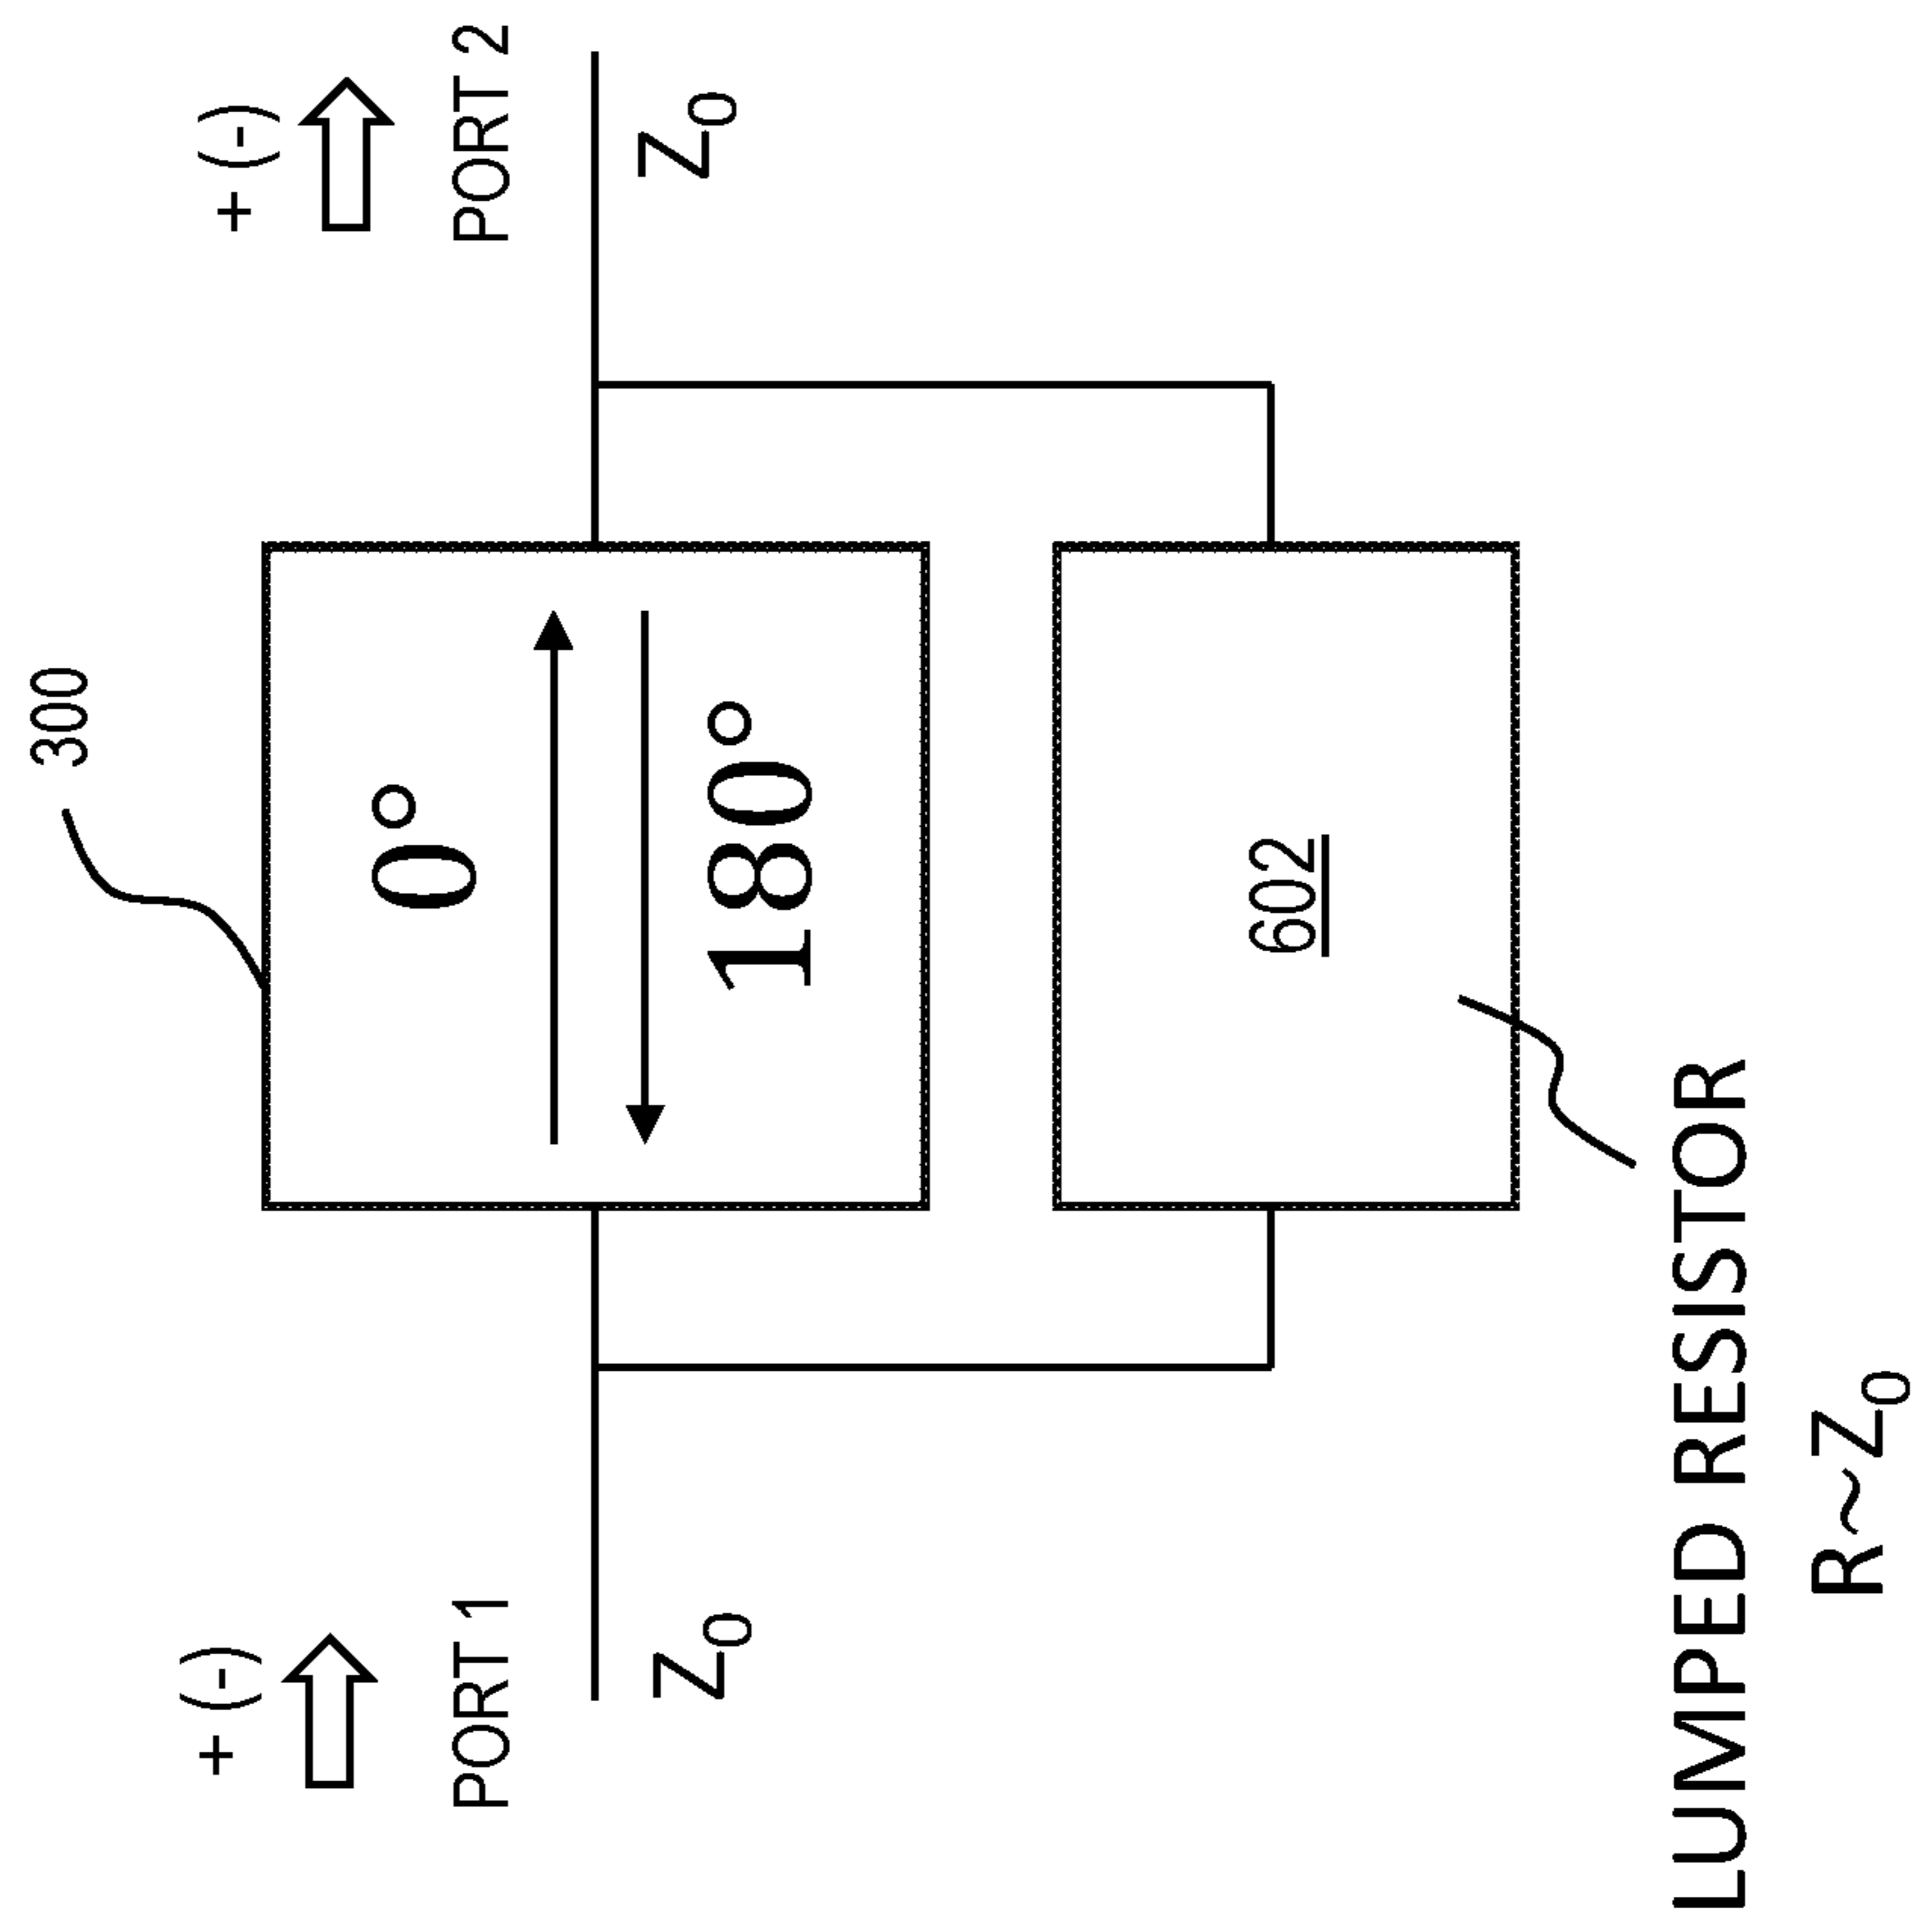 300
+ (-)
+ (-)
PORT 1
PORT 2
0°
180°
Z0
Z0
602
LUMPED RESISTOR
R~Z0